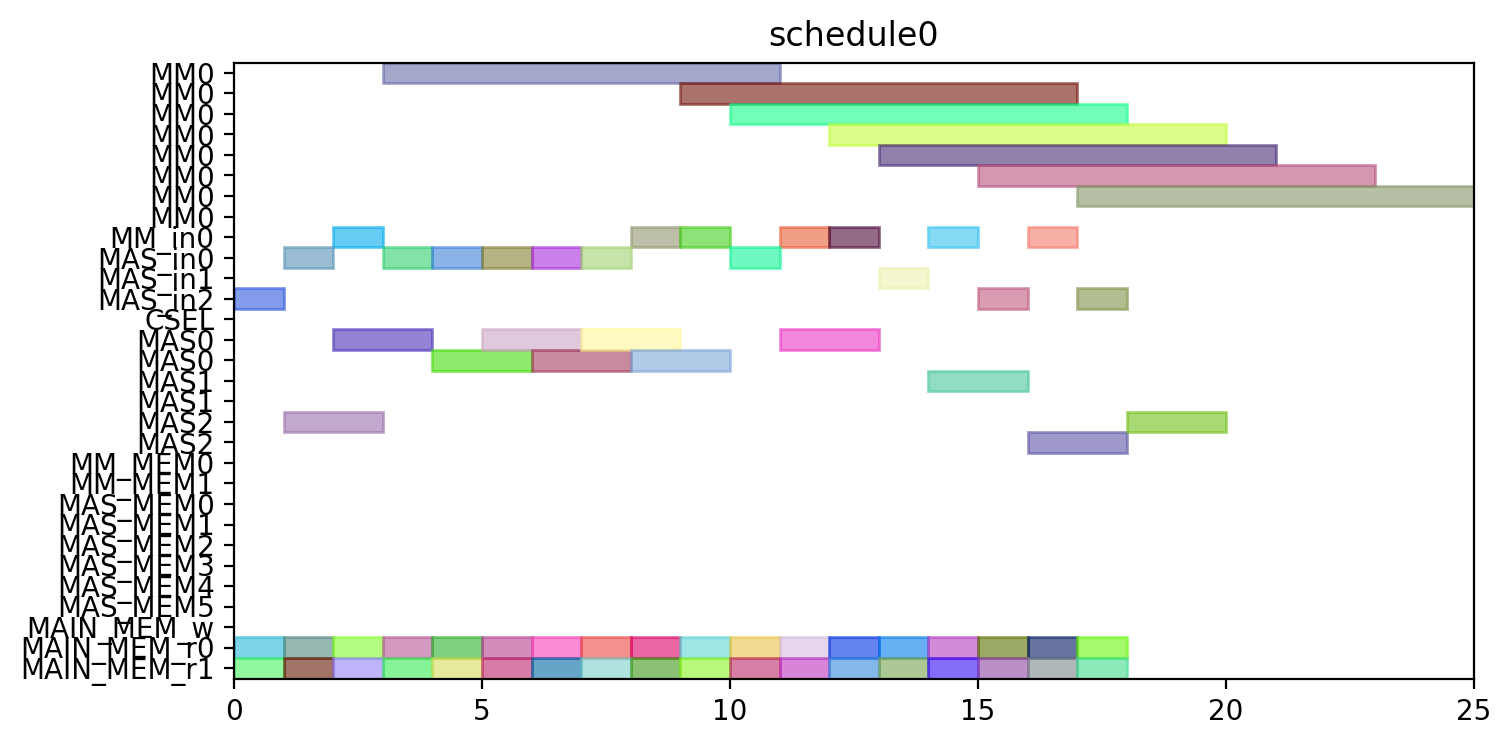 schedule0
MM0
MM0
MM0
MM0
MM0
MM0
MM0
MM0
MM_in0
MAS_in0
MAS_in1
MAS_in2
CSEL
MAS0
MAS0
MAS1
MAS1
MAS2
MAS2
MM_MEM0
MM_MEM1
MAS_MEM0
MAS_MEM1
MAS_MEM2
MAS_MEM3
MAS_MEM4
MAS_MEM5
MAIN_MEM_w
MAIN_MEM_r0
MAIN_MEM_r1
0 5 10 15 20 25